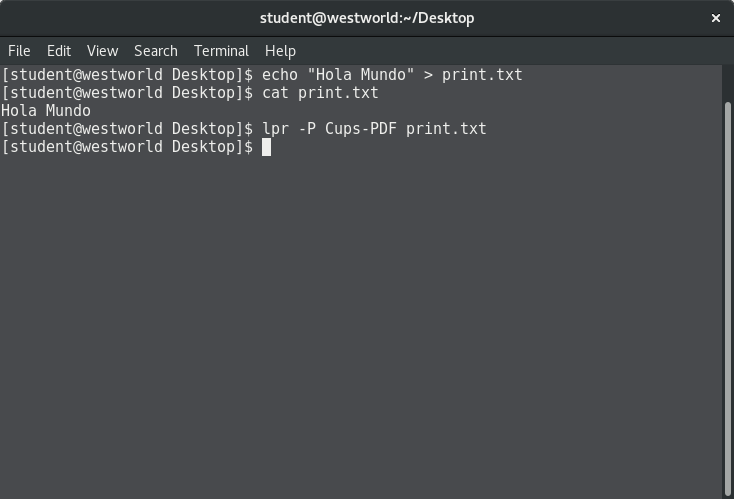 student@westworld:~/Desktop
File Edit View Search Terminal Help
[student@westworld Desktop]$ echo "Hola Mundo" > print.txt
[student@westworld Desktop]$ cat print.txt
Hola Mundo
[student@westworld Desktop]$ lpr -P Cups-PDF print.txt
[student@westworld Desktop]$